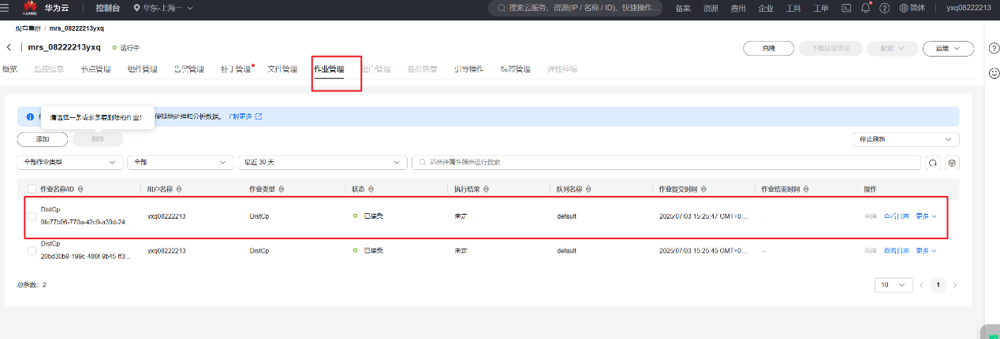 HUAWEI 华为云 控制台 华东-上海一 搜索云服务、资源(IP / 名称 / ID)、快捷操作... 备案 资源 费用 企业 工具 工单 简体 yxq08222213
现有集群 / mrs_08222213yxq
mrs_08222213yxq 运行中 克隆 下载认证凭证 配置 运维
概览 监控信息 节点管理 组件管理 告警管理 补丁管理 文件管理 作业管理 租户管理 备份恢复 引导操作 标签管理 弹性伸缩
请选择一条或多条要删除的作业！ 便捷地处理和分析数据。 了解更多
添加 删除 停止刷新
全部作业类型 全部 最近 30 天 请选择属性筛选进行搜索
作业名称/ID 用户名称 作业类型 状态 执行结果 队列名称 作业提交时间 作业结束时间 操作
DistCp
9fe77b06-770a-42c9-a39d-24 yxq08222213 DistCp 已接受 未定 default 2025/07/03 15:25:47 GMT+0... 克隆 查看日志 更多
DistCp
20bd30b9-199c-486f-9b45-ff3... yxq08222213 DistCp 已接受 未定 default 2025/07/03 15:25:45 GMT+0... -- 克隆 查看日志 更多
总条数: 2 10 1